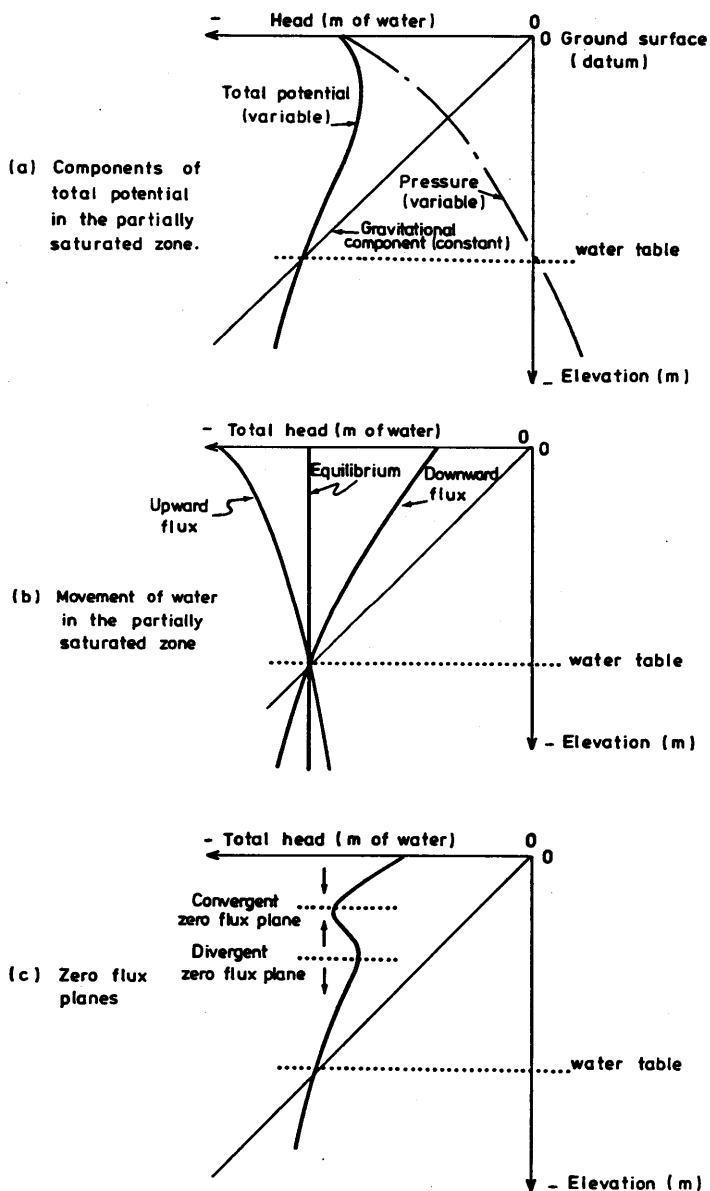 - Head (m of water) 0
0 Ground surface
(datum)
Total potential
(variable)
(a) Components of
total potential
in the partially
saturated zone.
Pressure
(variable)
Gravitational
component (constant)
water table
- Elevation (m)
- Total head (m of water) 0
0
Equilibrium
Downward
flux
Upward
flux
(b) Movement of water
in the partially
saturated zone
water table
- Elevation (m)
- Total head (m of water) 0
0
Convergent
zero flux plane
Divergent
zero flux plane
(c) Zero flux
planes
water table
- Elevation (m)